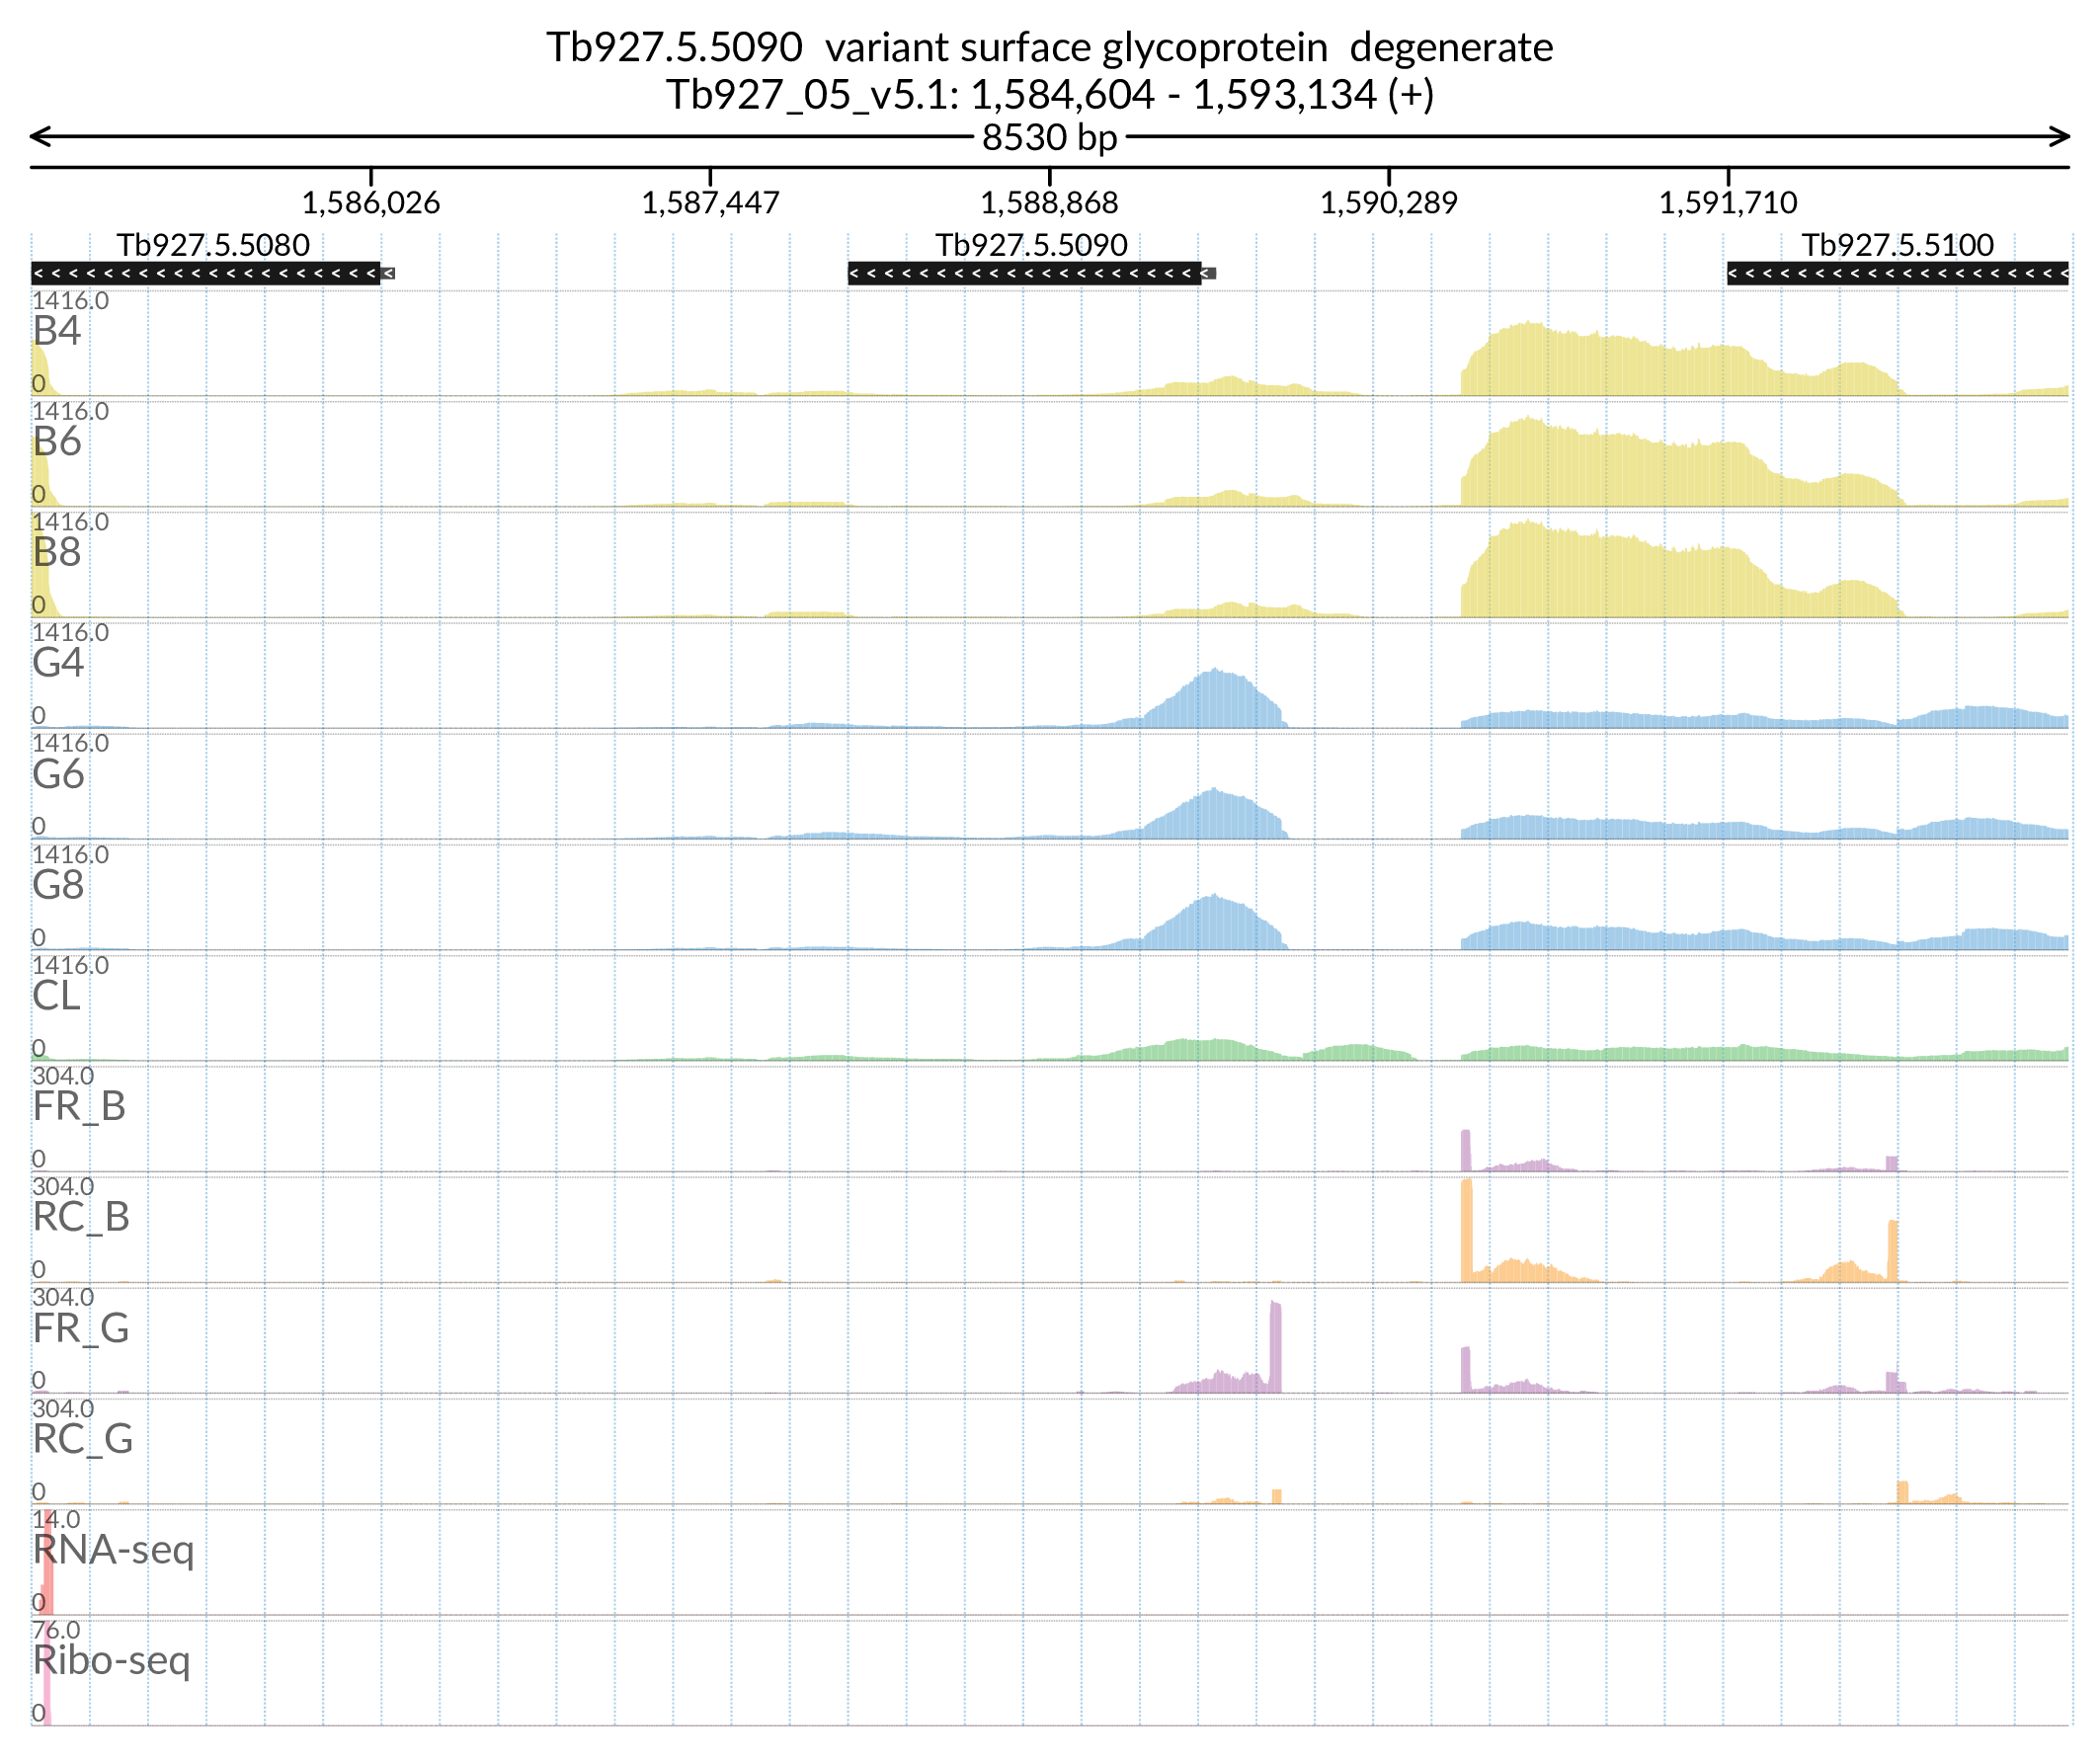 Tb927.5.5090  variant surface glycoprotein  degenerate
Tb927_05_v5.1: 1,584,604 - 1,593,134 (+)
8530 bp
1,586,026 1,587,447 1,588,868 1,590,289 1,591,710
Tb927.5.5080 Tb927.5.5090 Tb927.5.5100
1416.0
B4
0
1416.0
B6
0
1416.0
B8
0
1416.0
G4
0
1416.0
G6
0
1416.0
G8
0
1416.0
CL
0
304.0
FR_B
0
304.0
RC_B
0
304.0
FR_G
0
304.0
RC_G
0
14.0
RNA-seq
0
76.0
Ribo-seq
0